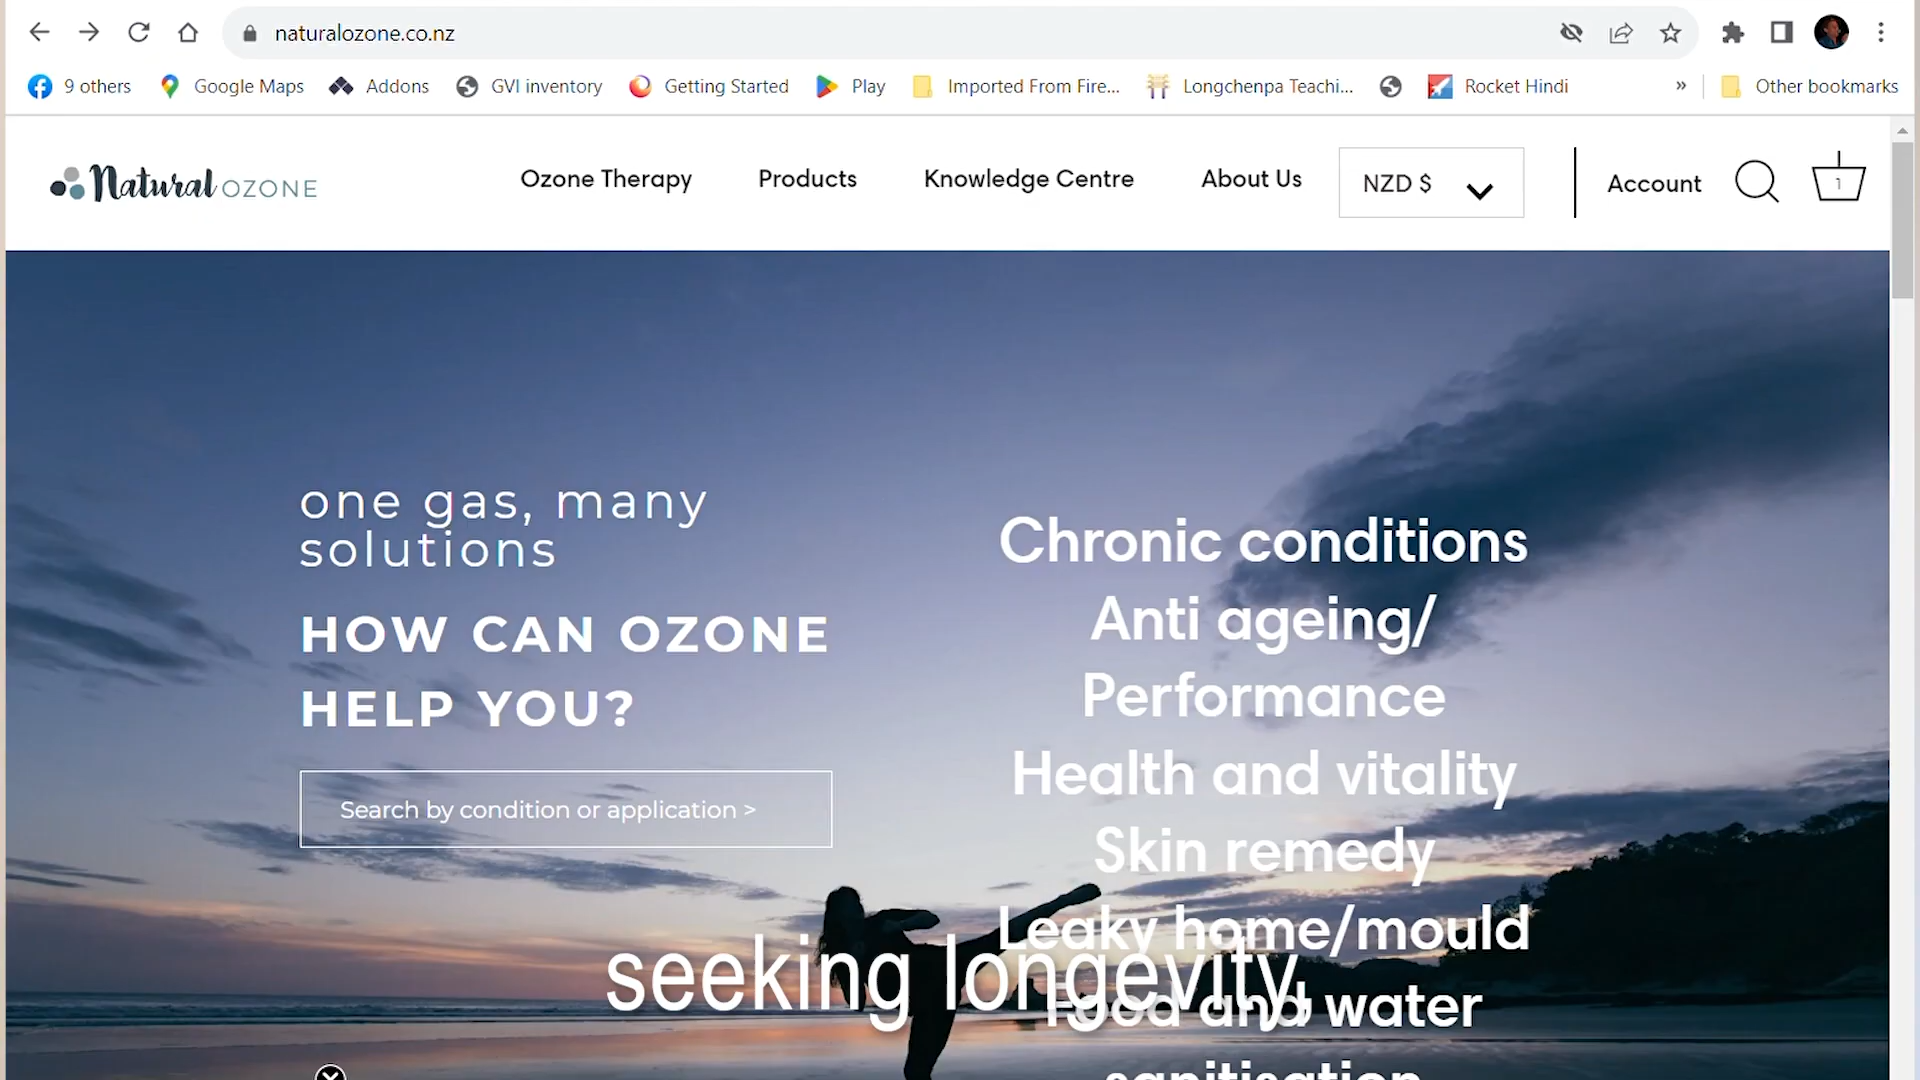 naturalozone.co.nz
9 others
Google Maps
Addons
GVI inventory
Getting Started
Play
Imported From Fire...
Longchenpa Teachi...
Rocket Hindi
»
Other bookmarks
Natural OZONE
Ozone Therapy
Products
Knowledge Centre
About Us
NZD $
Account
1
one gas, many
solutions
HOW CAN OZONE
HELP YOU?
Search by condition or application >
Chronic conditions
Anti ageing/
Performance
Health and vitality
Skin remedy
Leaky home/mould
Food and water
sanitisation
seeking longevity,